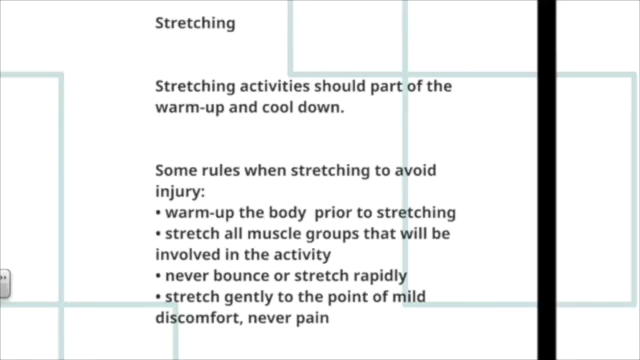 Stretching
Stretching activities should part of the
warm-up and cool down.
Some rules when stretching to avoid
injury:
• warm-up the body  prior to stretching
• stretch all muscle groups that will be
involved in the activity
• never bounce or stretch rapidly
• stretch gently to the point of mild
discomfort, never pain